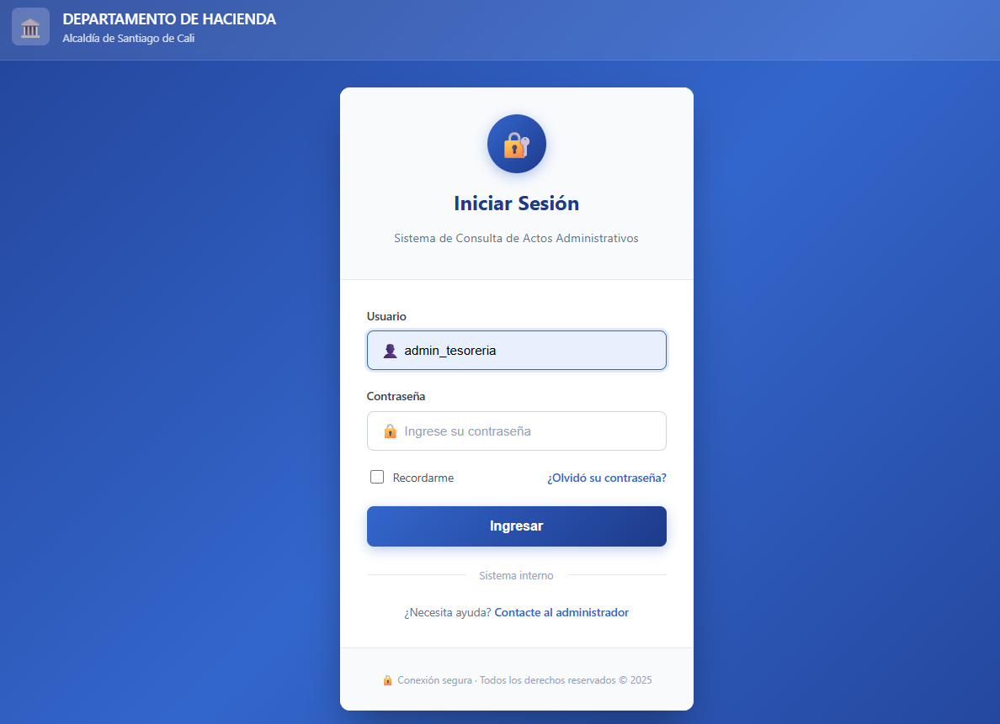 DEPARTAMENTO DE HACIENDA
Alcaldía de Santiago de Cali
Iniciar Sesión
Sistema de Consulta de Actos Administrativos
Usuario
admin_tesoreria
Contraseña
Ingrese su contraseña
Recordarme ¿Olvidó su contraseña?
Ingresar
Sistema interno
¿Necesita ayuda? Contacte al administrador
Conexión segura · Todos los derechos reservados © 2025